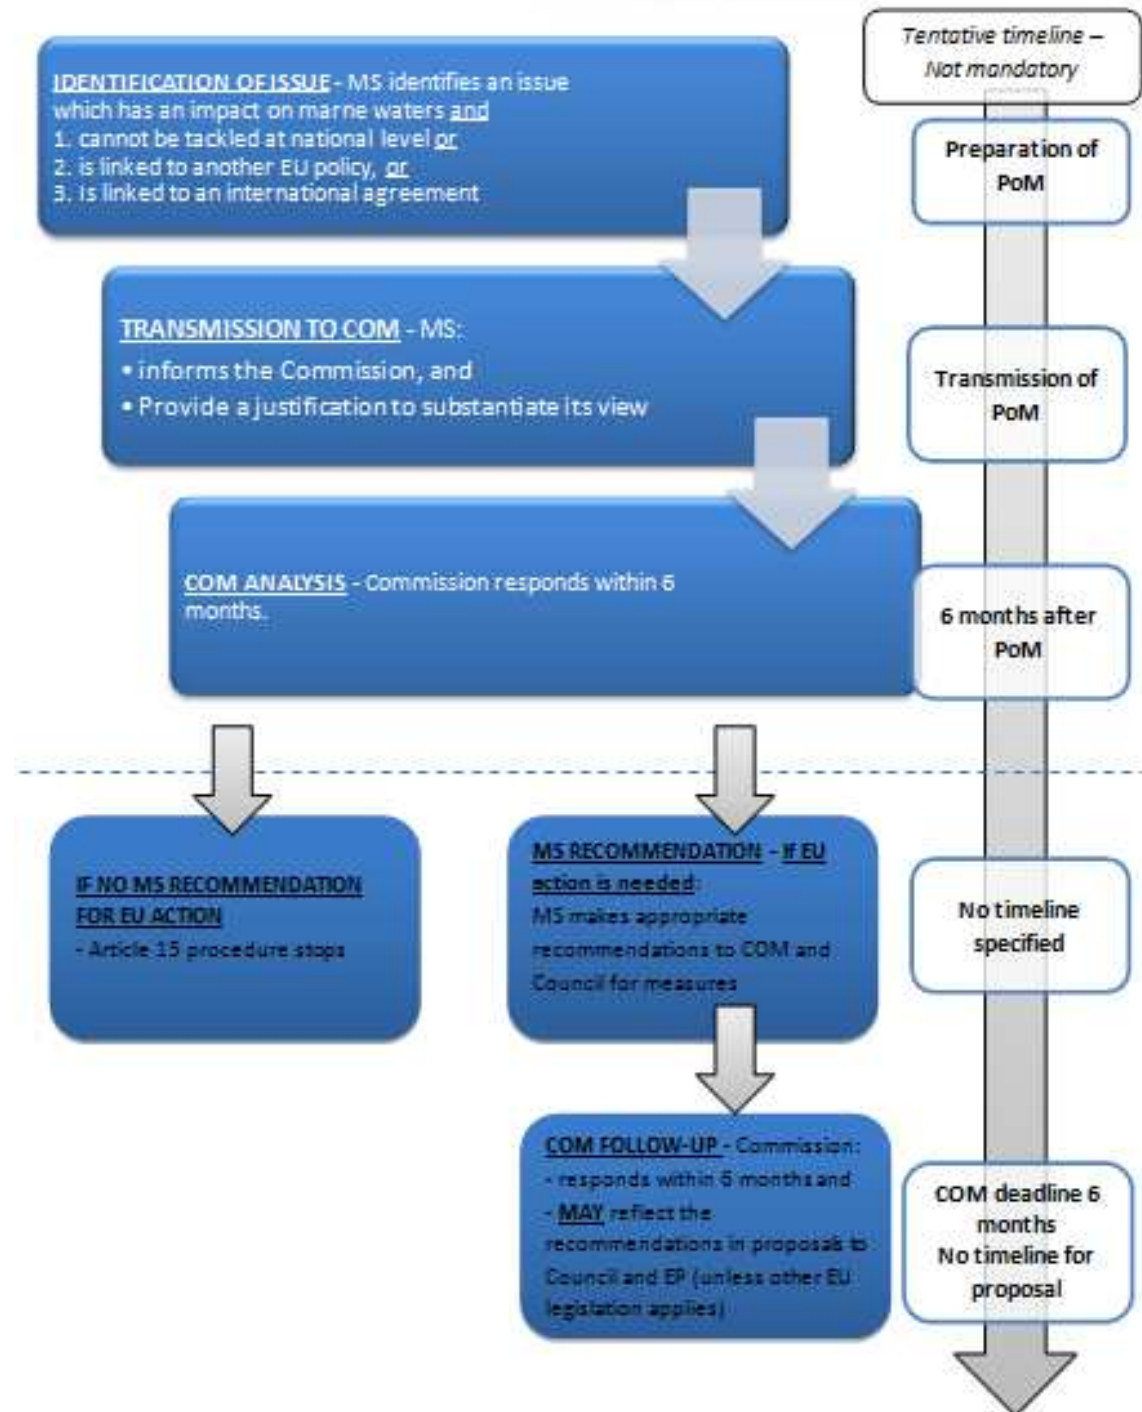 Tentative timeline –
Not mandatory
IDENTIFICATION OF ISSUE - MS identifies an issue
which has an impact on marne waters and
1. cannot be tackled at national level or
2. is linked to another EU policy, or
3. Is linked to an international agreement
Preparation of
PoM
TRANSMISSION TO COM - MS:
• informs the Commission, and
• Provide a justification to substantiate its view
Transmission of
PoM
COM ANALYSIS - Commission responds within 6
months.
6 months after
PoM
IF NO MS RECOMMENDATION
FOR EU ACTION
- Article 15 procedure stops
MS RECOMMENDATION - If EU
action is needed:
MS makes appropriate
recommendations to COM and
Council for measures
No timeline
specified
COM FOLLOW-UP - Commission:
- responds within 6 months and
- MAY reflect the
recommendations in proposals to
Council and EP (unless other EU
legislation applies)
COM deadline 6
months
No timeline for
proposal